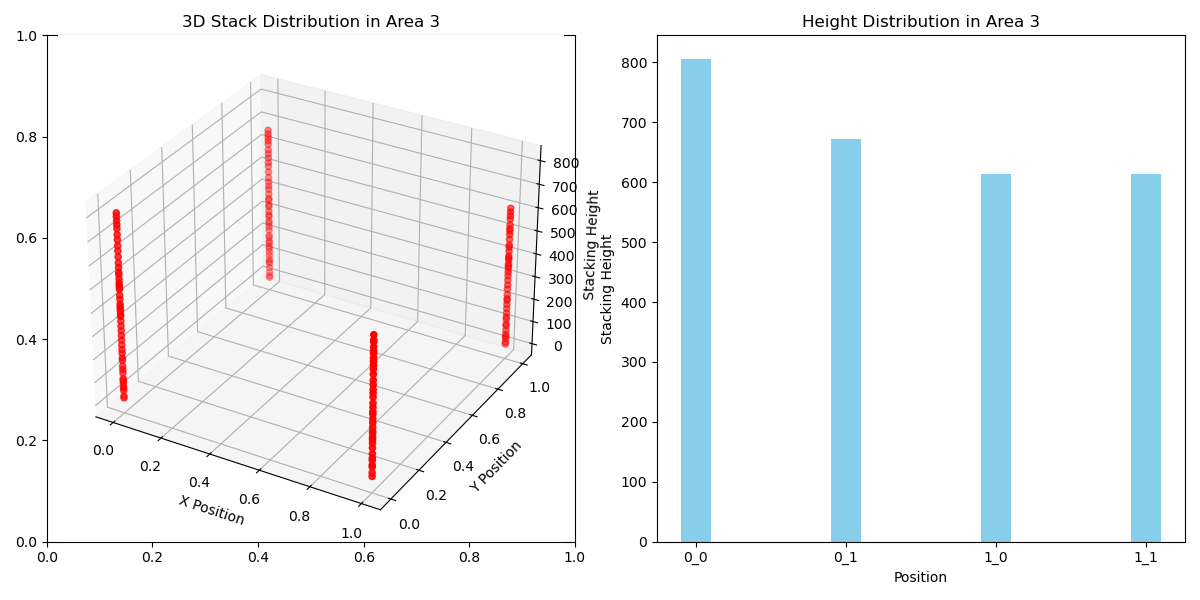 3D Stack Distribution in Area 3
1.0
0.8
0.6
0.4
0.2
0.0
0.0 0.2 0.4 0.6 0.8 1.0
800
700
600
500
400
300
200
100
0
Stacking Height
0.0 0.2 0.4 0.6 0.8 1.0
X Position
0.0 0.2 0.4 0.6 0.8 1.0
Y Position
Height Distribution in Area 3
Stacking Height
800
700
600
500
400
300
200
100
0
0_0 0_1 1_0 1_1
Position